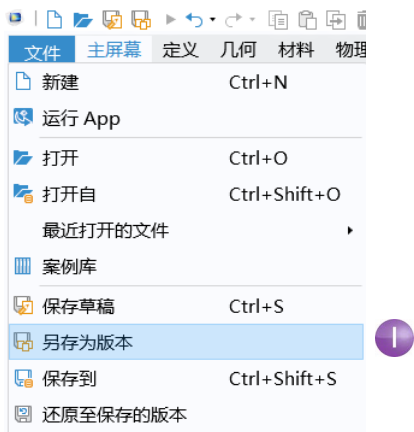 文件 主屏幕 定义 几何 材料 物理
新建 Ctrl+N
运行 App
打开 Ctrl+O
打开自 Ctrl+Shift+O
最近打开的文件
案例库
保存草稿 Ctrl+S
另存为版本
保存到 Ctrl+Shift+S
还原至保存的版本